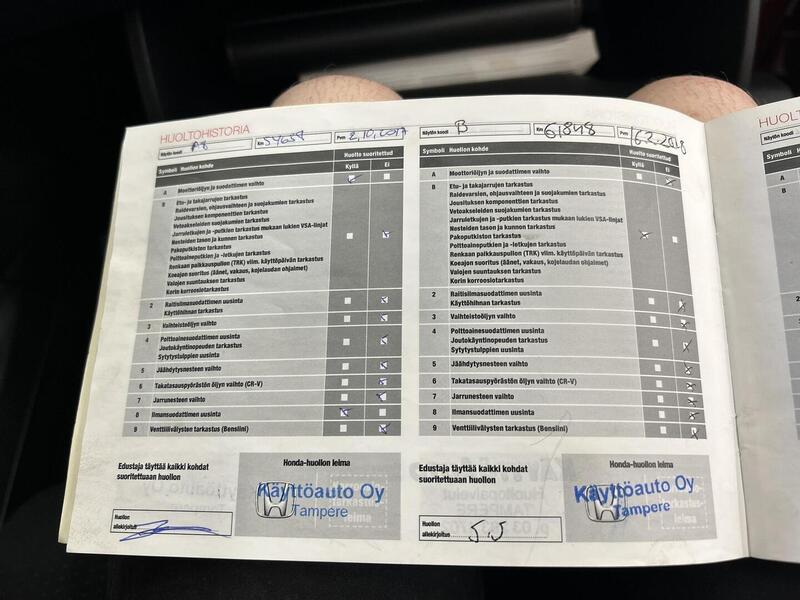 HUOLTOHISTORIA
Näytön koodi A8 Km 54658 Pvm 2.10.2017
Symboli Huollon kohde Huolto suoritettu
Kyllä Ei
A Moottoriöljyn ja suodattimen vaihto
B Etu- ja takajarrujen tarkastus
Raidevarsien, ohjausvaihteen ja suojakumien tarkastus
Jousituksen komponenttien tarkastus
Vetoakseleiden suojakumien tarkastus
Jarruletkujen ja -putkien tarkastus mukaan lukien VSA-linjat
Nesteiden tason ja kunnon tarkastus
Pakoputkiston tarkastus
Polttoaineputkien ja -letkujen tarkastus
Renkaan paikkauspullon (TRK) viim. käyttöpäivän tarkastus
Koeajon suoritus (äänet, vakaus, kojelaudan ohjaimet)
Valojen suuntauksen tarkastus
Korin korroosiotarkastus
2 Raitisilmasuodattimen uusinta
Käyttöhihnan tarkastus
3 Vaihteistoöljyn vaihto
4 Polttoainesuodattimen uusinta
Joutokäyntinopeuden tarkastus
Sytytystulppien uusinta
5 Jäähdytysnesteen vaihto
6 Takatasauspyörästön öljyn vaihto (CR-V)
7 Jarrunesteen vaihto
8 Ilmansuodattimen uusinta
9 Venttiilivälysten tarkastus (Bensiini)
Edustaja täyttää kaikki kohdat
suoritettuaan huollon
Honda-huollon leima
Käyttöauto Oy
Tampere
Huollon
allekirjoitus
Näytön koodi B Km 61848 Pvm 6.2.2018
Symboli Huollon kohde Huolto suoritettu
Kyllä Ei
A Moottoriöljyn ja suodattimen vaihto
B Etu- ja takajarrujen tarkastus
Raidevarsien, ohjausvaihteen ja suojakumien tarkastus
Jousituksen komponenttien tarkastus
Vetoakseleiden suojakumien tarkastus
Jarruletkujen ja -putkien tarkastus mukaan lukien VSA-linjat
Nesteiden tason ja kunnon tarkastus
Pakoputkiston tarkastus
Polttoaineputkien ja -letkujen tarkastus
Renkaan paikkauspullon (TRK) viim. käyttöpäivän tarkastus
Koeajon suoritus (äänet, vakaus, kojelaudan ohjaimet)
Valojen suuntauksen tarkastus
Korin korroosiotarkastus
2 Raitisilmasuodattimen uusinta
Käyttöhihnan tarkastus
3 Vaihteistoöljyn vaihto
4 Polttoainesuodattimen uusinta
Joutokäyntinopeuden tarkastus
Sytytystulppien uusinta
5 Jäähdytysnesteen vaihto
6 Takatasauspyörästön öljyn vaihto (CR-V)
7 Jarrunesteen vaihto
8 Ilmansuodattimen uusinta
9 Venttiilivälysten tarkastus (Bensiini)
Edustaja täyttää kaikki kohdat
suoritettuaan huollon
Honda-huollon leima
Käyttöauto Oy
Tampere
Huollon
allekirjoitus